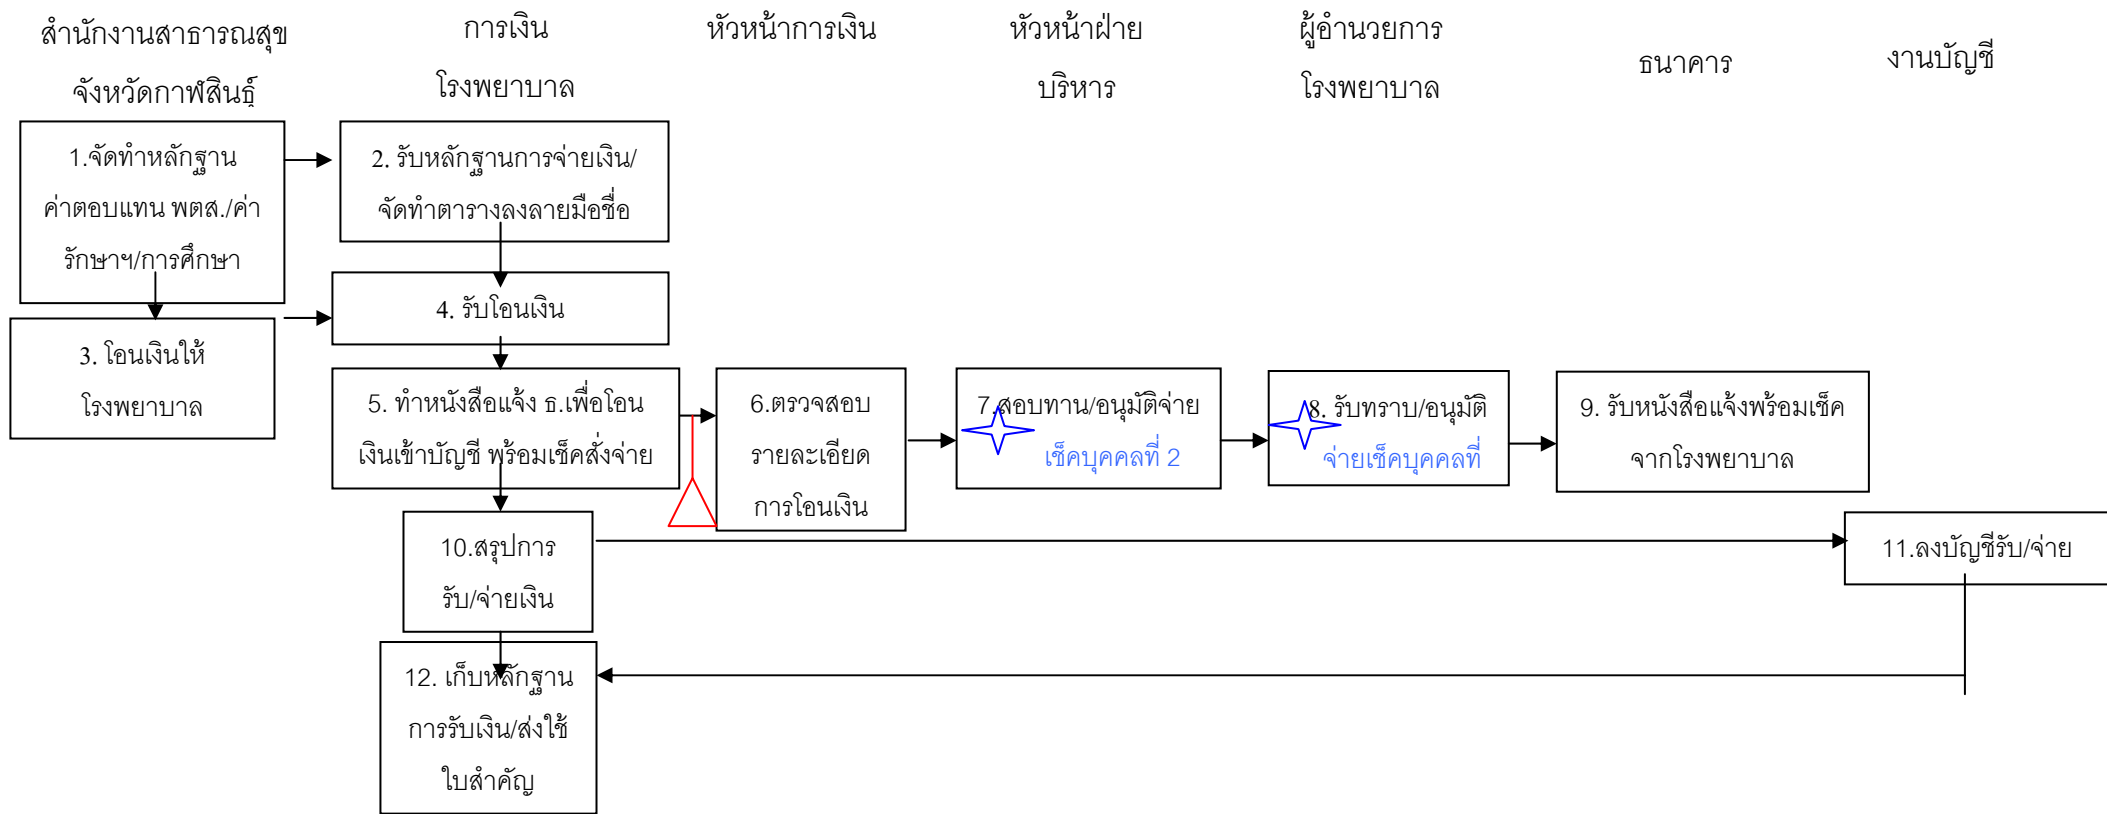 สำนักงานสาธารณสุข
จังหวัดกาฬสินธุ์
การเงิน
โรงพยาบาล
หัวหน้าการเงิน
หัวหน้าฝ่าย
บริหาร
ผู้อำนวยการ
โรงพยาบาล
ธนาคาร
งานบัญชี
1.จัดทำหลักฐาน
ค่าตอบแทน พตส./ค่า
รักษาฯ/การศึกษา
2. รับหลักฐานการจ่ายเงิน/
จัดทำตารางลงลายมือชื่อ
3. โอนเงินให้
โรงพยาบาล
4. รับโอนเงิน
5. ทำหนังสือแจ้ง ธ.เพื่อโอน
เงินเข้าบัญชี พร้อมเช็คสั่งจ่าย
6.ตรวจสอบ
รายละเอียด
การโอนเงิน
7.สอบทาน/อนุมัติจ่าย
เช็คบุคคลที่ 2
8. รับทราบ/อนุมัติ
จ่ายเช็คบุคคลที่
9. รับหนังสือแจ้งพร้อมเช็ค
จากโรงพยาบาล
10.สรุปการ
รับ/จ่ายเงิน
11.ลงบัญชีรับ/จ่าย
12. เก็บหลักฐาน
การรับเงิน/ส่งใช้
ใบสำคัญ